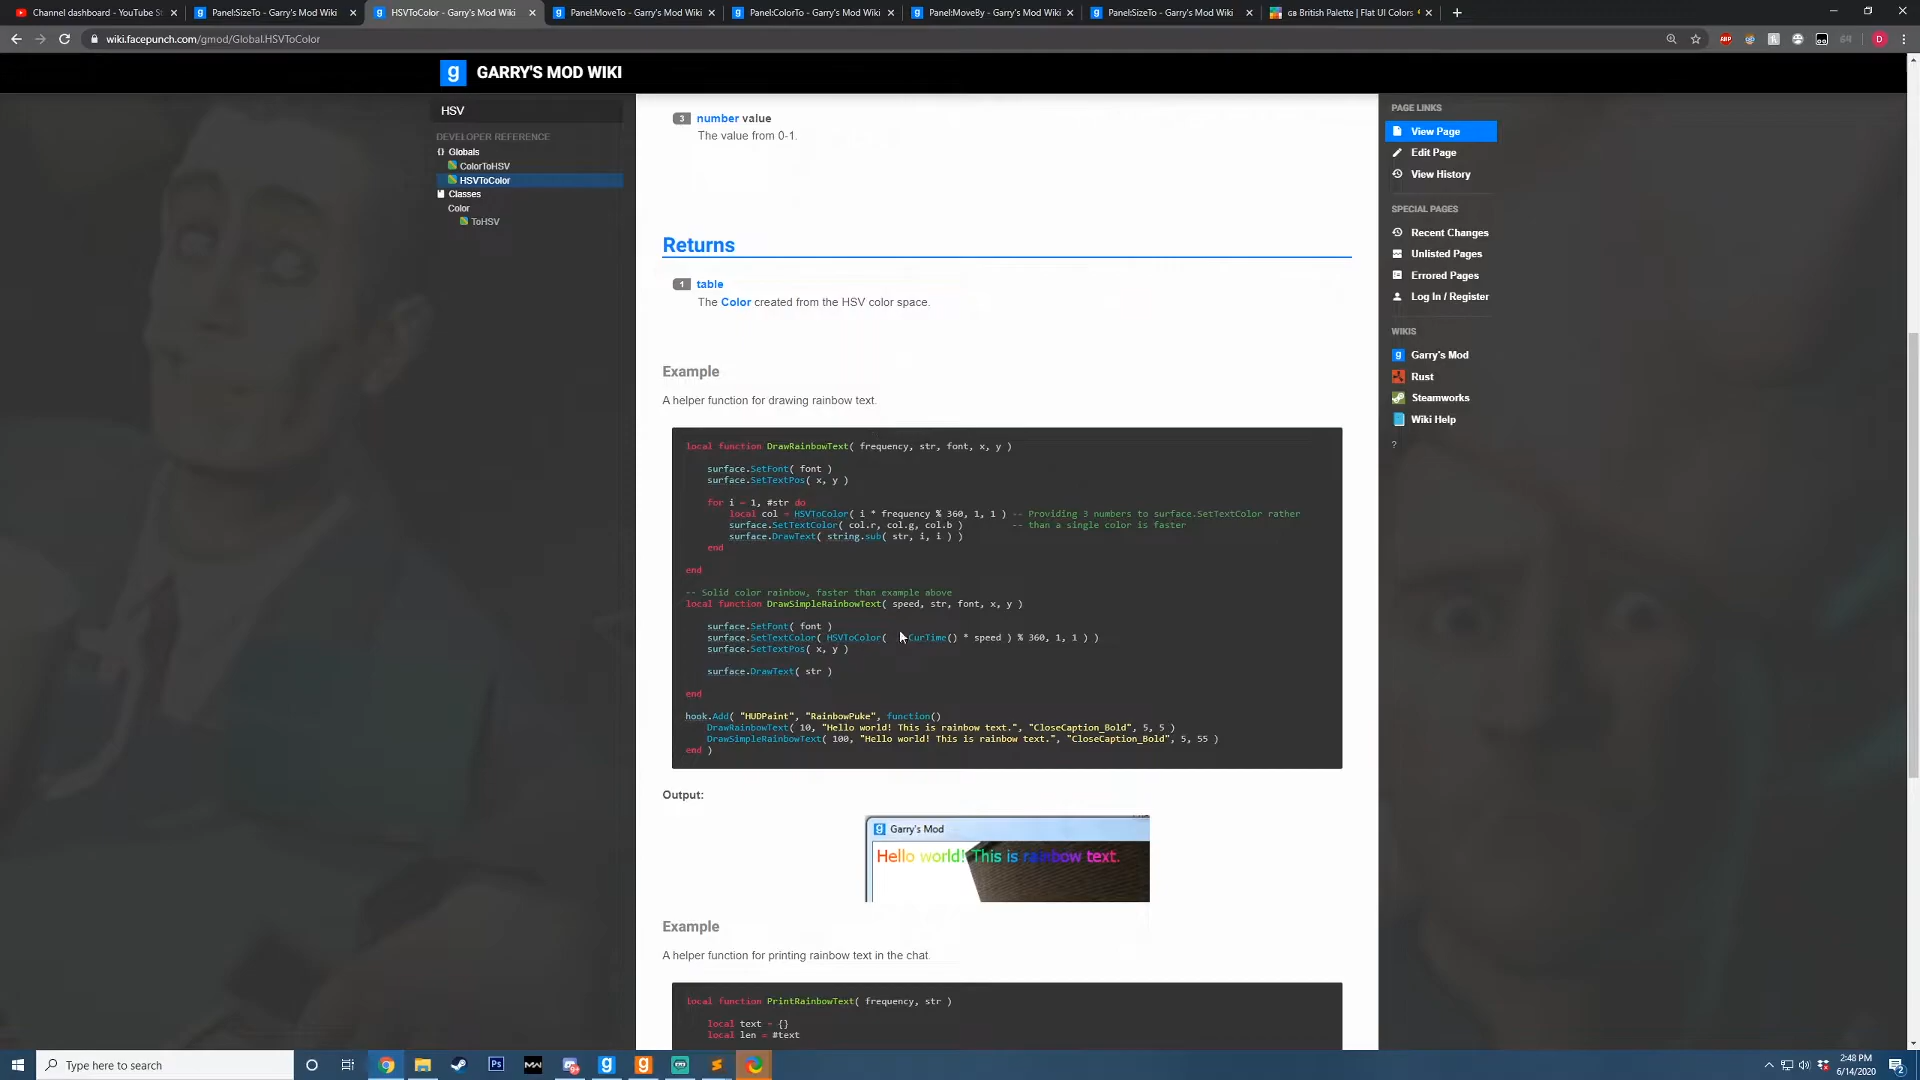 Channel dashboard - YouTube St
Panel:SizeTo - Garry's Mod Wiki
HSVToColor - Garry's Mod Wiki
Panel:MoveTo - Garry's Mod Wiki
Panel:ColorTo - Garry's Mod Wiki
Panel:MoveBy - Garry's Mod Wiki
Panel:SizeTo - Garry's Mod Wiki
GB British Palette | Flat UI Colors
wiki.facepunch.com/gmod/Global.HSVToColor
ABP
D
g GARRY'S MOD WIKI
HSV
DEVELOPER REFERENCE
{} Globals
ColorToHSV
HSVToColor
Classes
Color
ToHSV
3 number value
The value from 0-1.
Returns
1 table
The Color created from the HSV color space.
Example
A helper function for drawing rainbow text.
local function DrawRainbowText( frequency, str, font, x, y )
surface.SetFont( font )
surface.SetTextPos( x, y )
for i = 1, #str do
local col = HSVToColor( i * frequency % 360, 1, 1 ) -- Providing 3 numbers to surface.SetTextColor rather
surface.SetTextColor( col.r, col.g, col.b ) -- than a single color is faster
surface.DrawText( string.sub( str, i, i ) )
end
end
-- Solid color rainbow, faster than example above
local function DrawSimpleRainbowText( speed, str, font, x, y )
surface.SetFont( font )
surface.SetTextColor( HSVToColor( CurTime() * speed ) % 360, 1, 1 ) )
surface.SetTextPos( x, y )
surface.DrawText( str )
end
hook.Add( "HUDPaint", "RainbowPuke", function()
DrawRainbowText( 10, "Hello world! This is rainbow text.", "CloseCaption_Bold", 5, 5 )
DrawSimpleRainbowText( 100, "Hello world! This is rainbow text.", "CloseCaption_Bold", 5, 55 )
end )
Output:
g Garry's Mod
Hello world! This is rainbow text.
Example
A helper function for printing rainbow text in the chat.
local function PrintRainbowText( frequency, str )
local text = {}
local len = #text
PAGE LINKS
View Page
Edit Page
View History
SPECIAL PAGES
Recent Changes
Unlisted Pages
Errored Pages
Log In / Register
WIKIS
g Garry's Mod
Rust
Steamworks
Wiki Help
?
Type here to search
Ps
MW
g
g
2:48 PM
6/14/2020
2